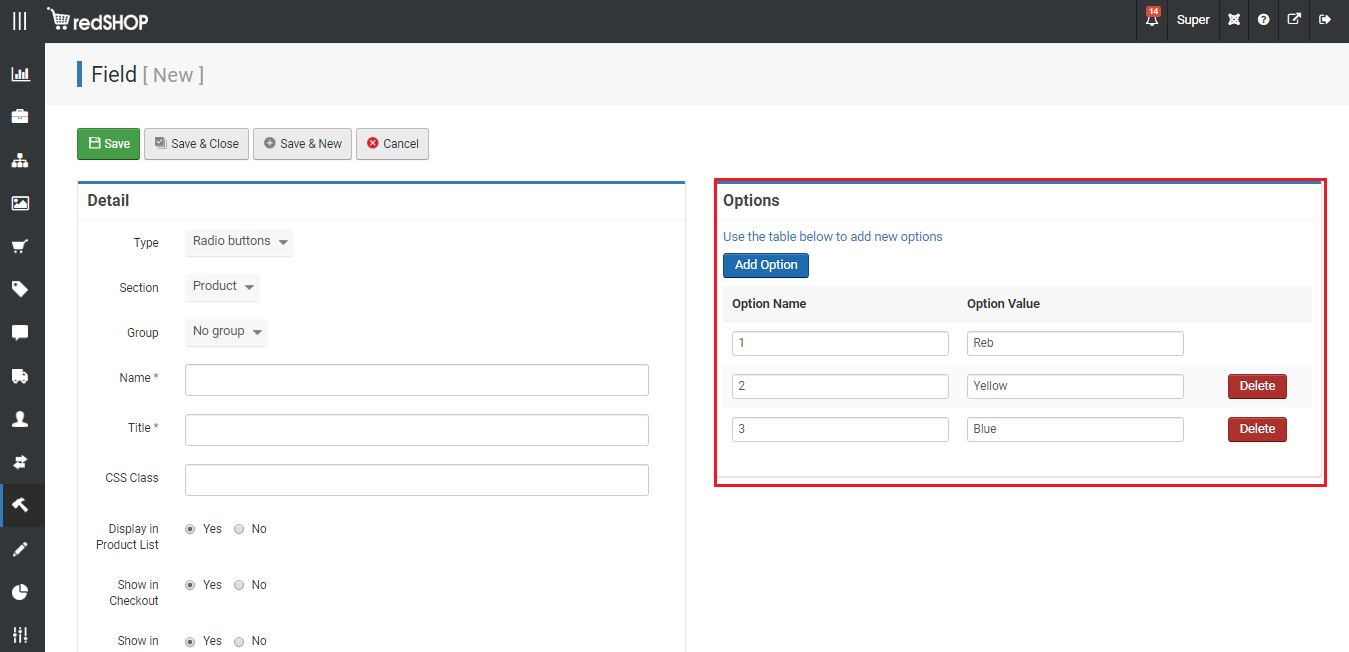 redSHOP
14
Super
Field [ New ]
Save
Save & Close
Save & New
Cancel
Detail
Type
Radio buttons
Section
Product
Group
No group
Name *
Title *
CSS Class
Display in
Product List
Yes
No
Show in
Checkout
Yes
No
Show in
Yes
No
Options
Use the table below to add new options
Add Option
Option Name
Option Value
1
Reb
2
Yellow
Delete
3
Blue
Delete